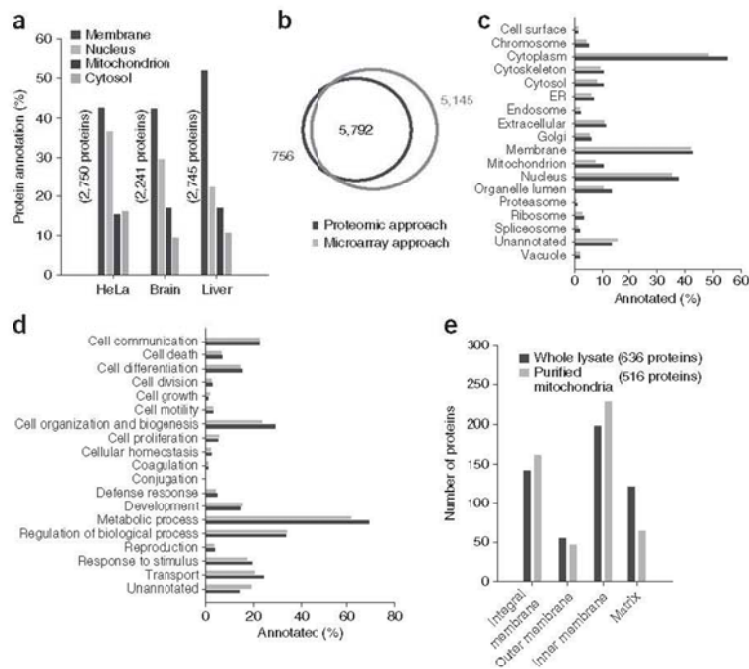 a
Membrane
Nucleus
Mitochondrion
Cytosol
60
50
40
30
20
10
0
Protein annotation (%)
(2,750 proteins)
(2,241 proteins)
(2,745 proteins)
HeLa
Brain
Liver
b
5,145
5,792
756
Proteomic approach
Microarray approach
c
Cell surface
Chromosome
Cytoplasm
Cytoskeleton
Cytosol
ER
Endosome
Extracellular
Golgi
Membrane
Mitochondrion
Nucleus
Organelle lumen
Proteasome
Ribosome
Spliceosome
Unannotated
Vacuole
0 10 20 30 40 50 60
Annotated (%)
d
Cell communication
Cell death
Cell differentiation
Cell division
Cell growth
Cell motility
Cell organization and biogenesis
Cell proliferation
Cellular homeostasis
Coagulation
Conjugation
Defense response
Development
Metabolic process
Regulation of biological process
Reproduction
Response to stimulus
Transport
Unannotated
0 20 40 60 80
Annotated (%)
e
300
250
200
150
100
50
0
Number of proteins
Whole lysate (636 proteins)
Purified (516 proteins)
mitochondria
Integral
membrane
Outer membrane
Inner membrane
Matrix